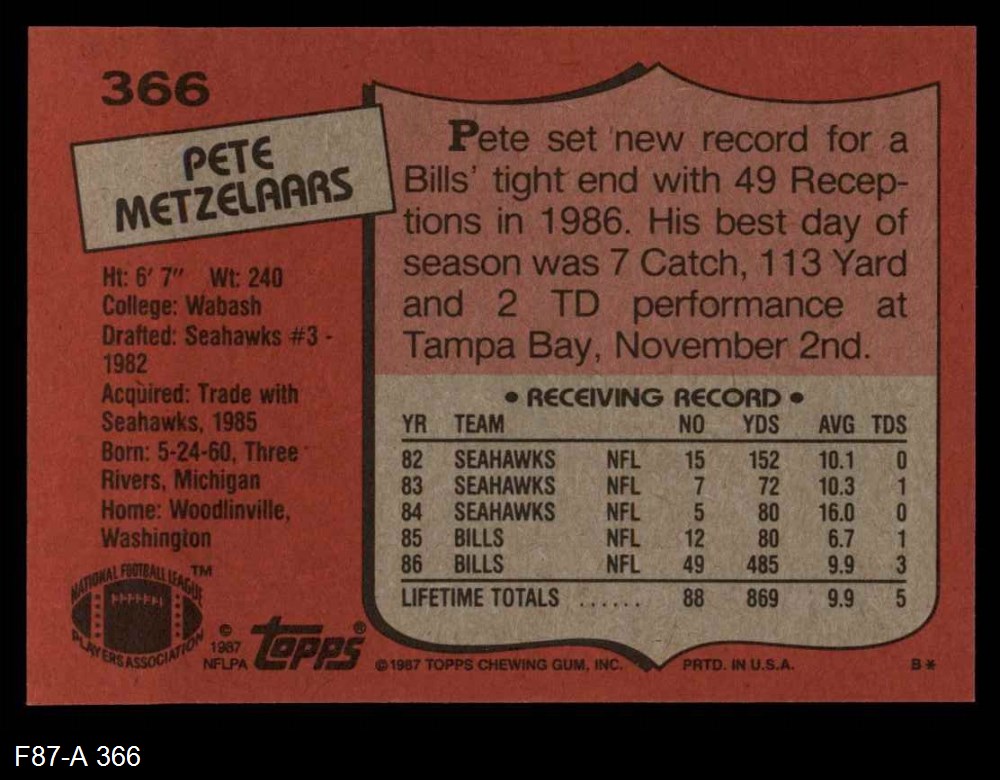 366
PETE
METZELAARS
Ht: 6' 7" Wt: 240
College: Wabash
Drafted: Seahawks #3 -
1982
Acquired: Trade with
Seahawks, 1985
Born: 5-24-60, Three
Rivers, Michigan
Home: Woodlinville,
Washington
NATIONAL FOOTBALL LEAGUE TM
PLAYERS ASSOCIATION
©
1987
NFLPA
topps®
Pete set new record for a
Bills' tight end with 49 Recep-
tions in 1986. His best day of
season was 7 Catch, 113 Yard
and 2 TD performance at
Tampa Bay, November 2nd.
• RECEIVING RECORD •
YR TEAM NO YDS AVG TDS
82 SEAHAWKS NFL 15 152 10.1 0
83 SEAHAWKS NFL 7 72 10.3 1
84 SEAHAWKS NFL 5 80 16.0 0
85 BILLS NFL 12 80 6.7 1
86 BILLS NFL 49 485 9.9 3
LIFETIME TOTALS ...... 88 869 9.9 5
© 1987 TOPPS CHEWING GUM, INC. PRTD. IN U.S.A. B*
F87-A 366